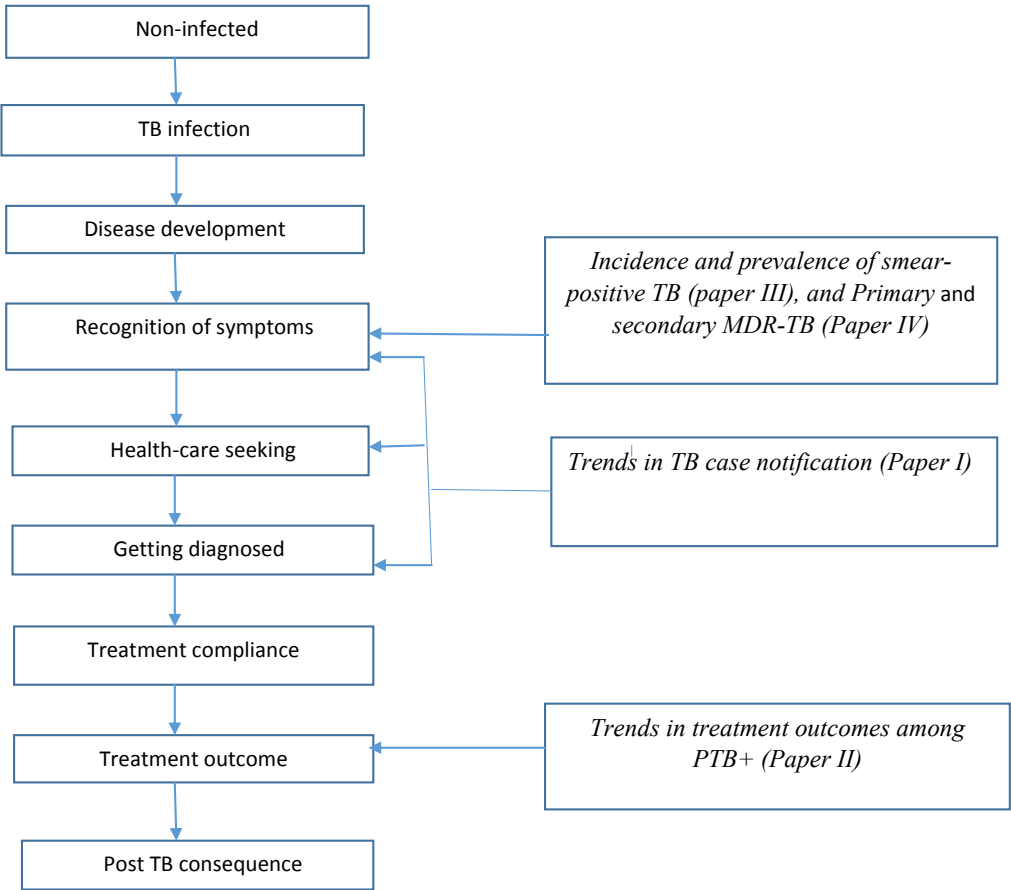 Non-infected
TB infection
Disease development
Recognition of symptoms
Health-care seeking
Getting diagnosed
Treatment compliance
Treatment outcome
Post TB consequence
Incidence and prevalence of smear-
positive TB (paper III), and Primary and
secondary MDR-TB (Paper IV)
Trends in TB case notification (Paper I)
Trends in treatment outcomes among
PTB+ (Paper II)